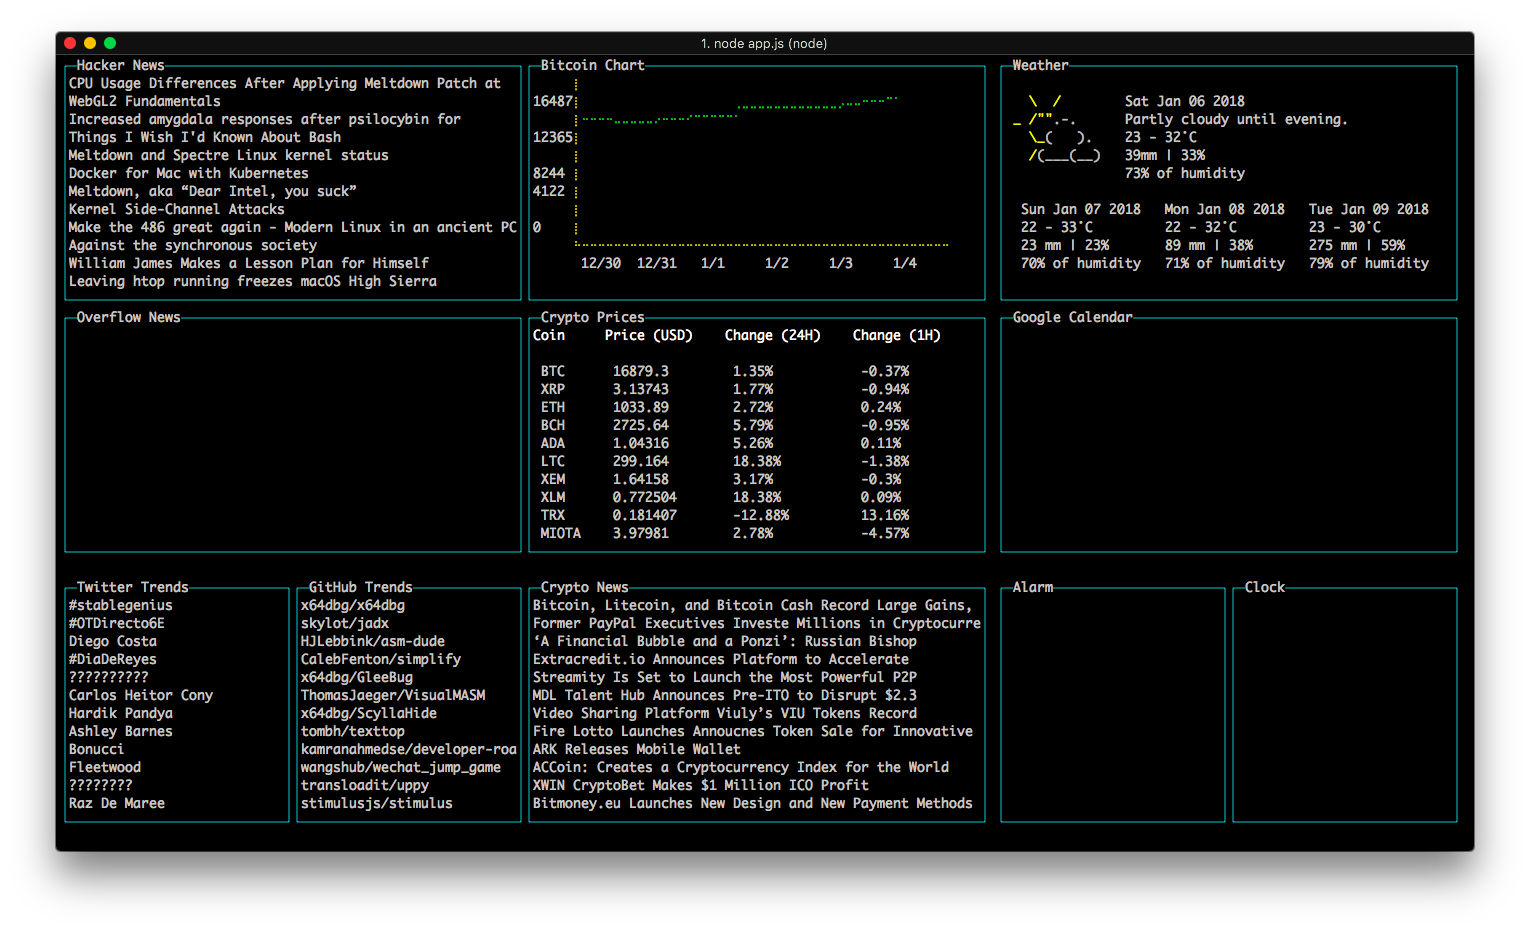 1. node app.js (node)
Hacker News
CPU Usage Differences After Applying Meltdown Patch at
WebGL2 Fundamentals
Increased amygdala responses after psilocybin for
Things I Wish I'd Known About Bash
Meltdown and Spectre Linux kernel status
Docker for Mac with Kubernetes
Meltdown, aka “Dear Intel, you suck”
Kernel Side-Channel Attacks
Make the 486 great again - Modern Linux in an ancient PC
Against the synchronous society
William James Makes a Lesson Plan for Himself
Leaving htop running freezes macOS High Sierra
Bitcoin Chart
16487
12365
8244
4122
0
12/30 12/31 1/1 1/2 1/3 1/4
Weather
Sat Jan 06 2018
Partly cloudy until evening.
23 - 32°C
39mm | 33%
73% of humidity
Sun Jan 07 2018 Mon Jan 08 2018 Tue Jan 09 2018
22 - 33°C 22 - 32°C 23 - 30°C
23 mm | 23% 89 mm | 38% 275 mm | 59%
70% of humidity 71% of humidity 79% of humidity
Overflow News
Crypto Prices
Coin Price (USD) Change (24H) Change (1H)
BTC 16879.3 1.35% -0.37%
XRP 3.13743 1.77% -0.94%
ETH 1033.89 2.72% 0.24%
BCH 2725.64 5.79% -0.95%
ADA 1.04316 5.26% 0.11%
LTC 299.164 18.38% -1.38%
XEM 1.64158 3.17% -0.3%
XLM 0.772504 18.38% 0.09%
TRX 0.181407 -12.88% 13.16%
MIOTA 3.97981 2.78% -4.57%
Google Calendar
Twitter Trends
#stablegenius
#OTDirecto6E
Diego Costa
#DiaDeReyes
??????????
Carlos Heitor Cony
Hardik Pandya
Ashley Barnes
Bonucci
Fleetwood
????????
Raz De Maree
GitHub Trends
x64dbg/x64dbg
skylot/jadx
HJLebbink/asm-dude
CalebFenton/simplify
x64dbg/GleeBug
ThomasJaeger/VisualMASM
x64dbg/ScyllaHide
tombh/texttop
kamranahmedse/developer-roa
wangshub/wechat_jump_game
transloadit/uppy
stimulusjs/stimulus
Crypto News
Bitcoin, Litecoin, and Bitcoin Cash Record Large Gains,
Former PayPal Executives Investe Millions in Cryptocurre
‘A Financial Bubble and a Ponzi’: Russian Bishop
Extracredit.io Announces Platform to Accelerate
Streamity Is Set to Launch the Most Powerful P2P
MDL Talent Hub Announces Pre-ITO to Disrupt $2.3
Video Sharing Platform Viuly’s VIU Tokens Record
Fire Lotto Launches Annoucnes Token Sale for Innovative
ARK Releases Mobile Wallet
ACCoin: Creates a Cryptocurrency Index for the World
XWIN CryptoBet Makes $1 Million ICO Profit
Bitmoney.eu Launches New Design and New Payment Methods
Alarm
Clock